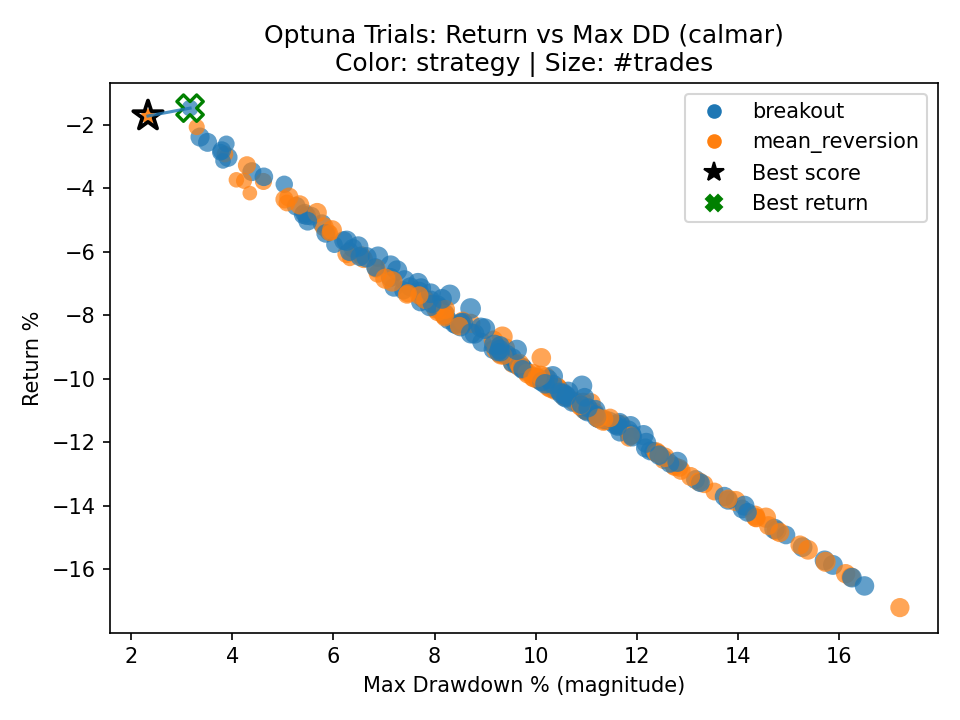 Optuna Trials: Return vs Max DD (calmar)
Color: strategy | Size: #trades
breakout
mean_reversion
Best score
Best return
−2
−4
−6
−8
−10
−12
−14
−16
Return %
2 4 6 8 10 12 14 16
Max Drawdown % (magnitude)